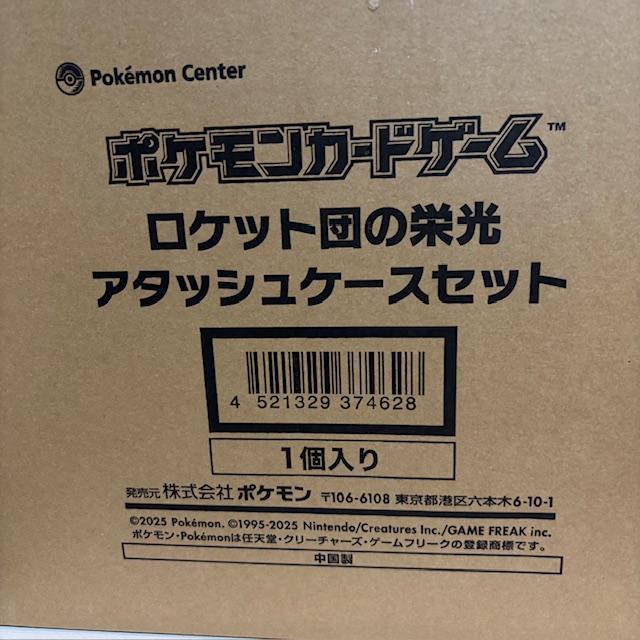 Pokémon Center
ポケモンカードゲーム™
ロケット団の栄光
アタッシュケースセット
4 521329 374628
1個入り
発売元 株式会社 ポケモン 〒106-6108 東京都港区六本木6-10-1
©2025 Pokémon. ©1995-2025 Nintendo/Creatures Inc./GAME FREAK inc.
ポケモン・Pokémonは任天堂・クリーチャーズ・ゲームフリークの登録商標です。
中国製